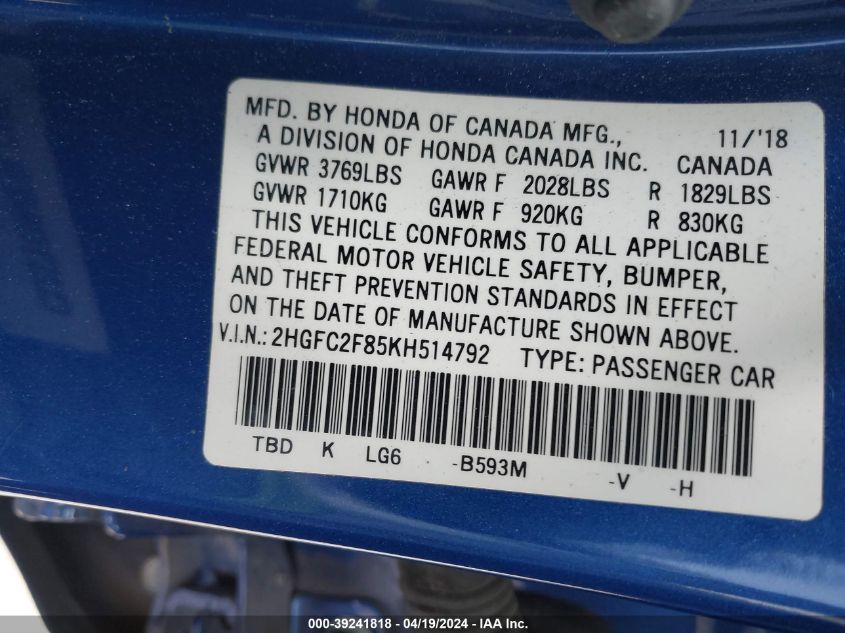 MFD. BY HONDA OF CANADA MFG., 11/'18
A DIVISION OF HONDA CANADA INC. CANADA
GVWR 3769LBS GAWR F 2028LBS R 1829LBS
GVWR 1710KG GAWR F 920KG R 830KG
THIS VEHICLE CONFORMS TO ALL APPLICABLE
FEDERAL MOTOR VEHICLE SAFETY, BUMPER,
AND THEFT PREVENTION STANDARDS IN EFFECT
ON THE DATE OF MANUFACTURE SHOWN ABOVE.
V.I.N.: 2HGFC2F85KH514792 TYPE: PASSENGER CAR
TBD K LG6 -B593M -V -H
000-39241818 - 04/19/2024 - IAA Inc.